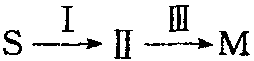 S —Ⅰ→ Ⅱ —Ⅲ→ M